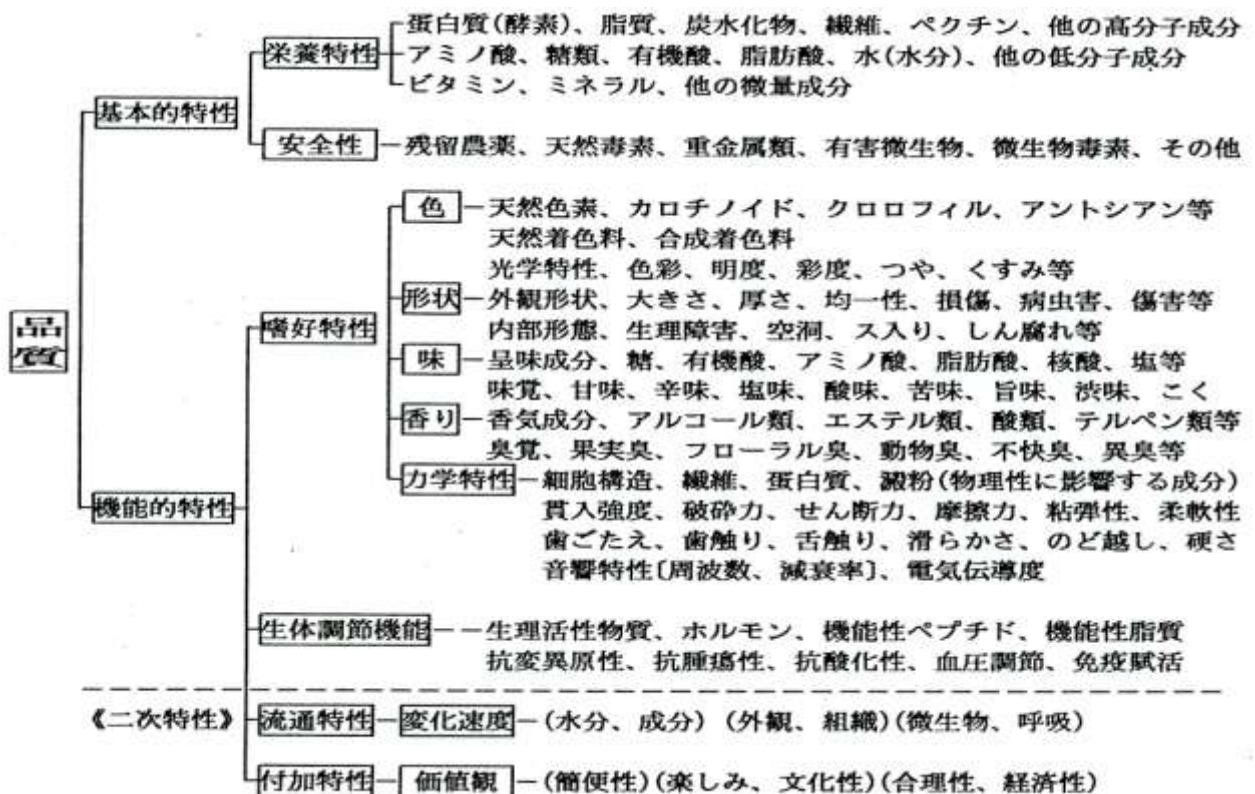 蛋白質(酵素)、脂質、炭水化物、繊維、ペクチン、他の高分子成分
栄養特性
アミノ酸、糖類、有機酸、脂肪酸、水(水分)、他の低分子成分
ビタミン、ミネラル、他の微量成分
基本的特性
安全性 残留農薬、天然毒素、重金属類、有害微生物、微生物毒素、その他
色 天然色素、カロチノイド、クロロフィル、アントシアン等
天然着色料、合成着色料
光学特性、色彩、明度、彩度、つや、くすみ等
形状 外観形状、大きさ、厚さ、均一性、損傷、病虫害、傷害等
品質
嗜好特性
内部形態、生理障害、空洞、ス入り、しん腐れ等
味 呈味成分、糖、有機酸、アミノ酸、脂肪酸、核酸、塩等
味覚、甘味、辛味、塩味、酸味、苦味、旨味、渋味、こく
香り 香気成分、アルコール類、エステル類、酸類、テルペン類等
臭覚、果実臭、フローラル臭、動物臭、不快臭、異臭等
力学特性 細胞構造、繊維、蛋白質、澱粉(物理性に影響する成分)
機能的特性
貫入強度、破砕力、せん断力、摩擦力、粘弾性、柔軟性
歯ごたえ、歯触り、舌触り、滑らかさ、のど越し、硬さ
音響特性〔周波数、減衰率〕、電気伝導度
生体調節機能 生理活性物質、ホルモン、機能性ペプチド、機能性脂質
抗変異原性、抗腫瘍性、抗酸化性、血圧調節、免疫賦活
《二次特性》 流通特性 変化速度 (水分、成分) (外観、組織)(微生物、呼吸)
付加特性 価値観 (簡便性)(楽しみ、文化性)(合理性、経済性)